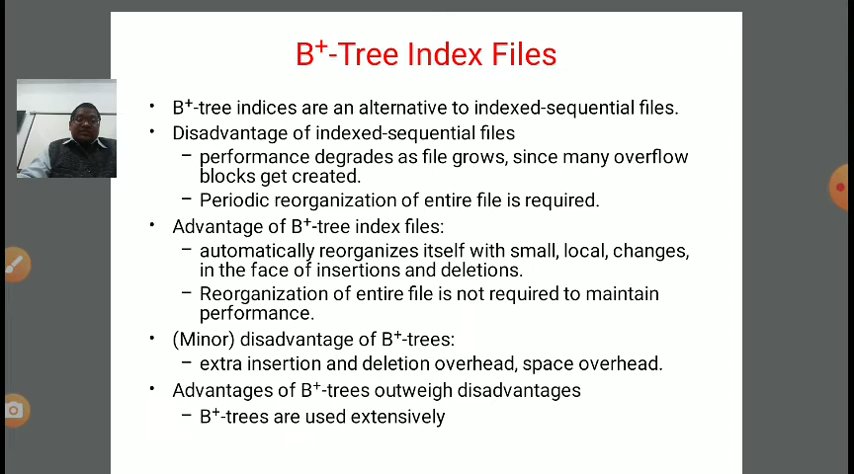 B+-Tree Index Files
• B+-tree indices are an alternative to indexed-sequential files.
• Disadvantage of indexed-sequential files
– performance degrades as file grows, since many overflow
blocks get created.
– Periodic reorganization of entire file is required.
• Advantage of B+-tree index files:
– automatically reorganizes itself with small, local, changes,
in the face of insertions and deletions.
– Reorganization of entire file is not required to maintain
performance.
• (Minor) disadvantage of B+-trees:
– extra insertion and deletion overhead, space overhead.
• Advantages of B+-trees outweigh disadvantages
– B+-trees are used extensively